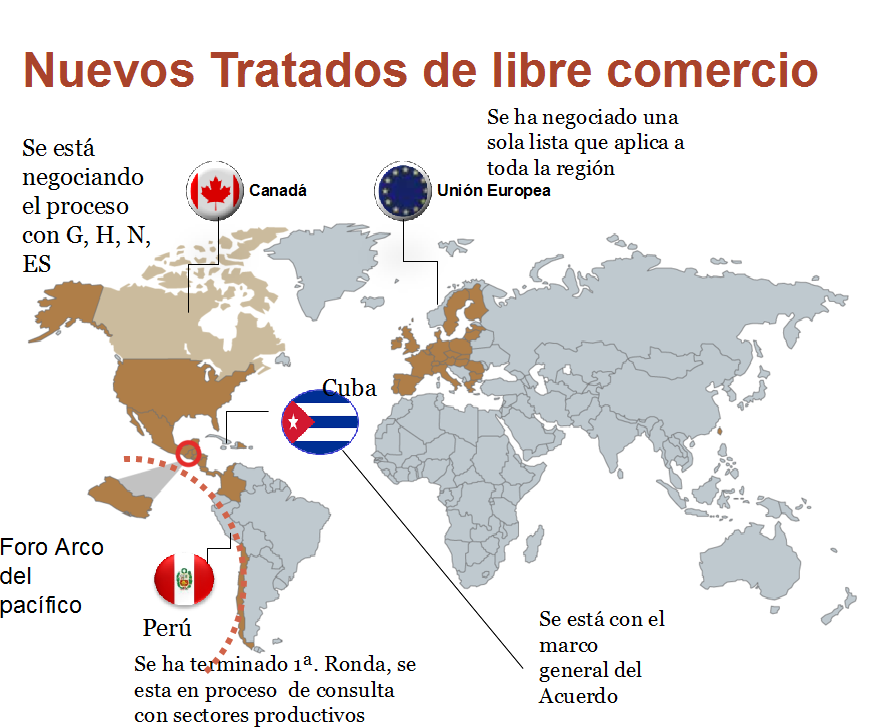 Nuevos Tratados de libre comercio
Se está
negociando
el proceso
con G, H, N,
ES
Canadá
Se ha negociado una
sola lista que aplica a
toda la región
Unión Europea
Cuba
Foro Arco
del
pacífico
Perú
Se ha terminado 1ª. Ronda, se
esta en proceso de consulta
con sectores productivos
Se está con el
marco
general del
Acuerdo